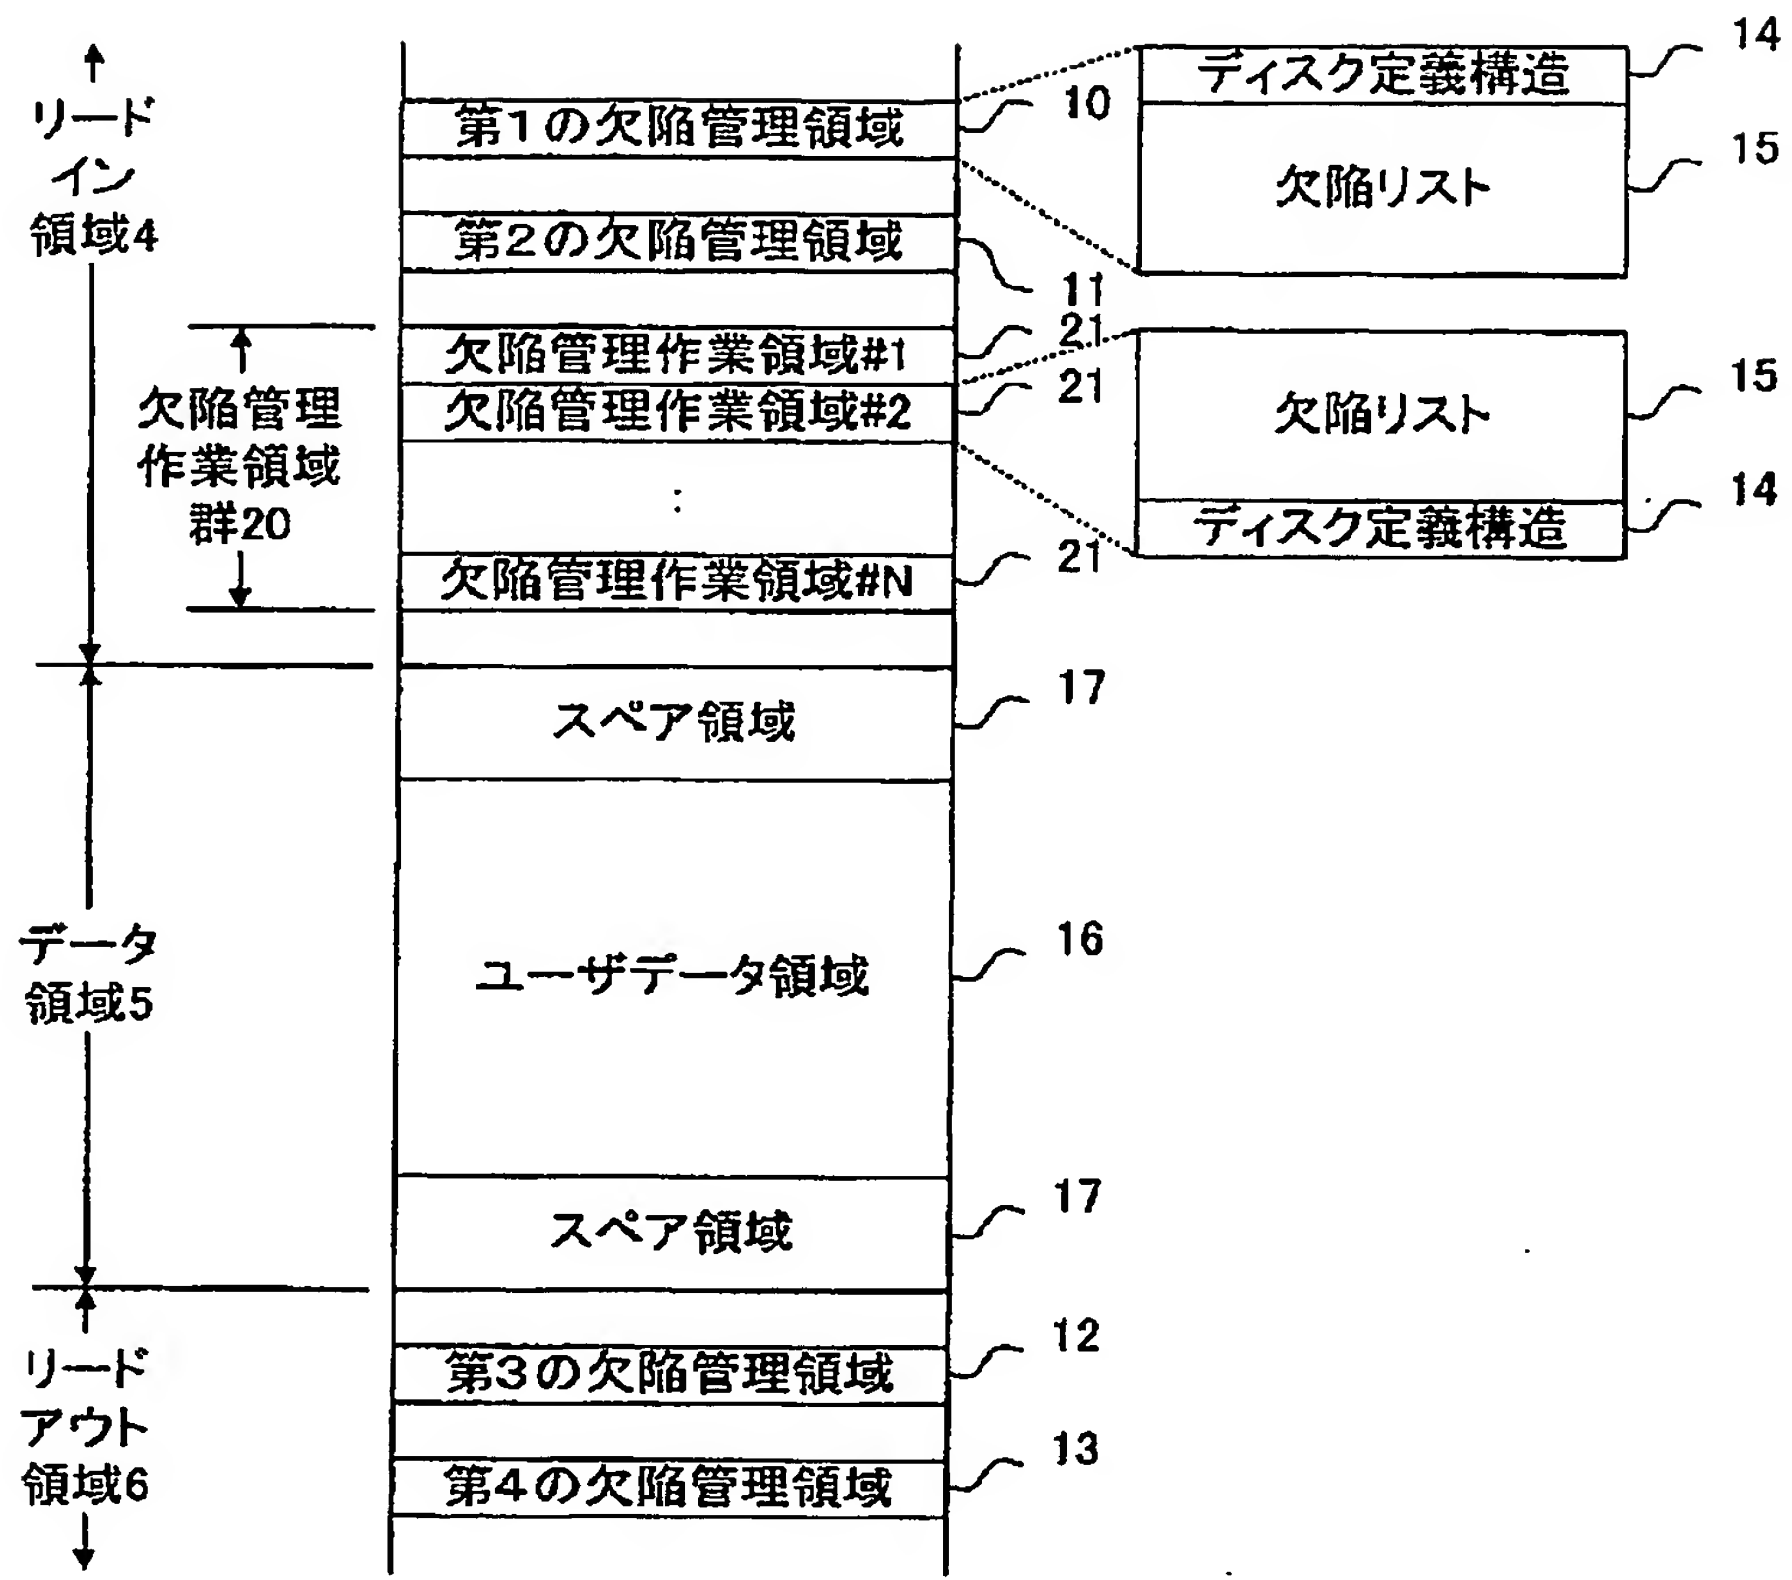 リード
イン
領域4
欠陥管理
作業領域
群20
データ
領域5
リード
アウト
領域6
第1の欠陥管理領域
10
第2の欠陥管理領域
11
欠陥管理作業領域#1
21
欠陥管理作業領域#2
21
:
欠陥管理作業領域#N
21
スペア領域
17
ユーザデータ領域
16
スペア領域
17
第3の欠陥管理領域
12
第4の欠陥管理領域
13
ディスク定義構造
14
欠陥リスト
15
欠陥リスト
15
ディスク定義構造
14